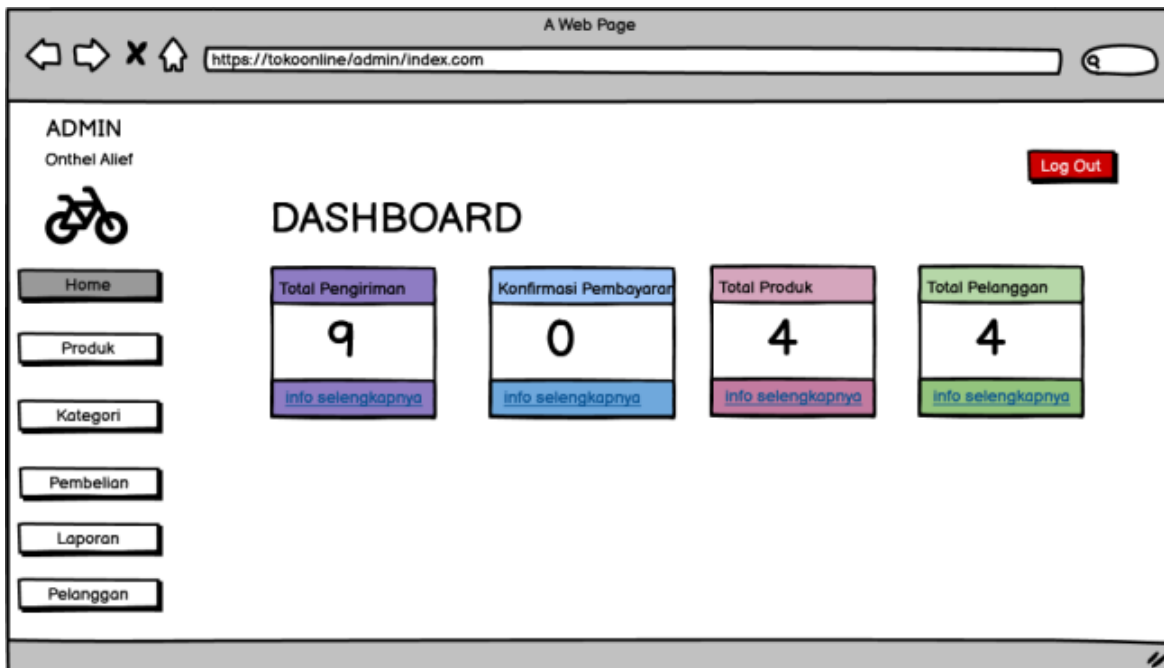 A Web Page
https://tokoonline/admin/index.com
ADMIN
Onthel Alief
Log Out
DASHBOARD
Home
Produk
Kategori
Pembelian
Laporan
Pelanggan
Total Pengiriman
9
info selengkapnya
Konfirmasi Pembayaran
0
info selengkapnya
Total Produk
4
info selengkapnya
Total Pelanggan
4
info selengkapnya